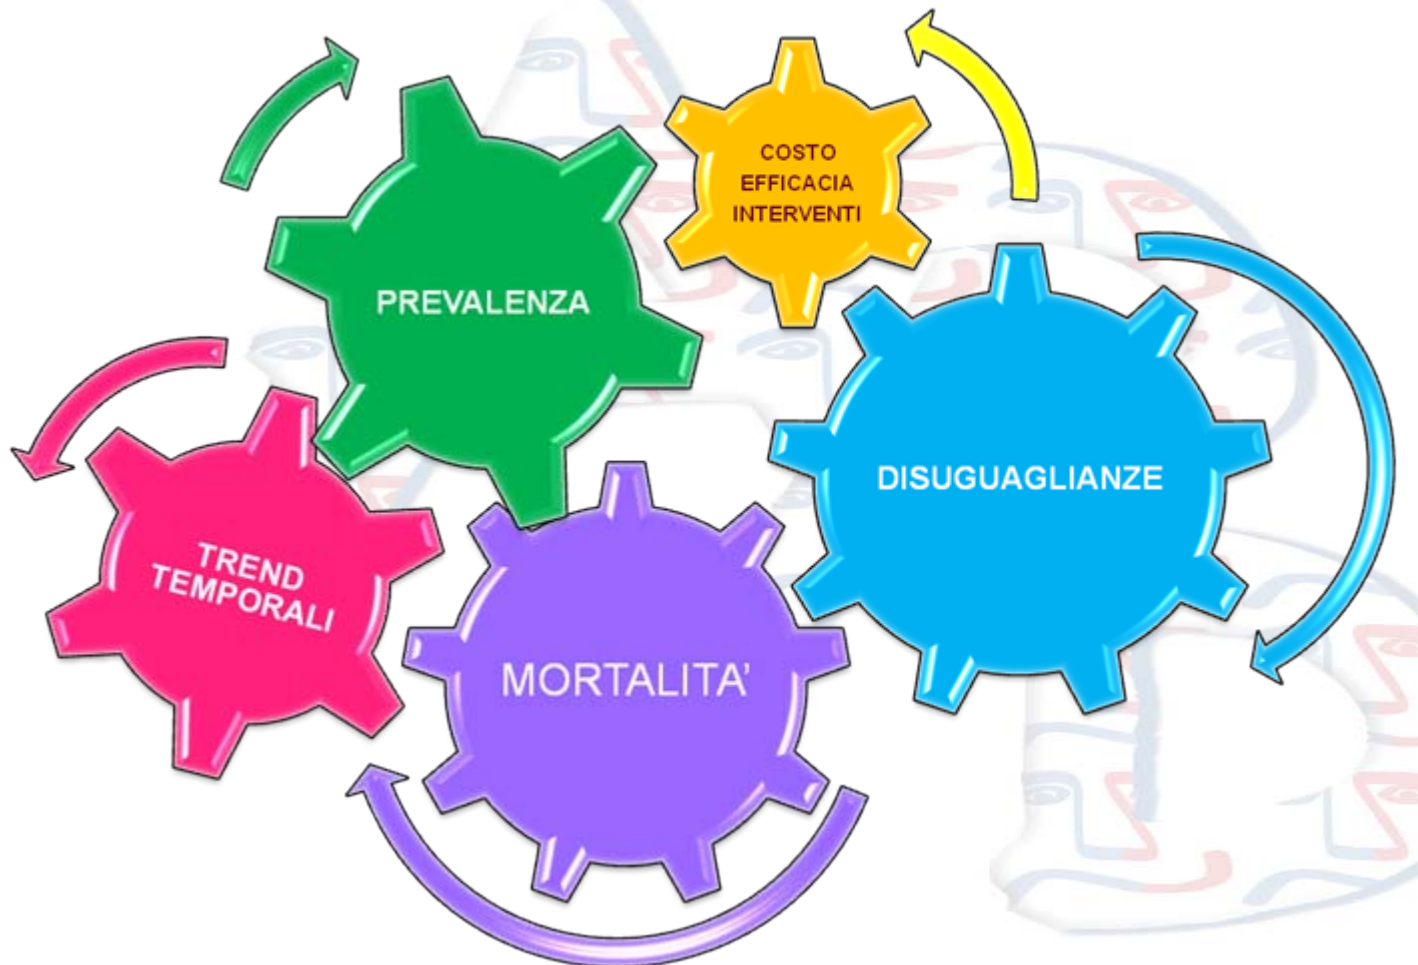 COSTO
EFFICACIA
INTERVENTI
PREVALENZA
DISUGUAGLIANZE
TREND
TEMPORALI
MORTALITA'